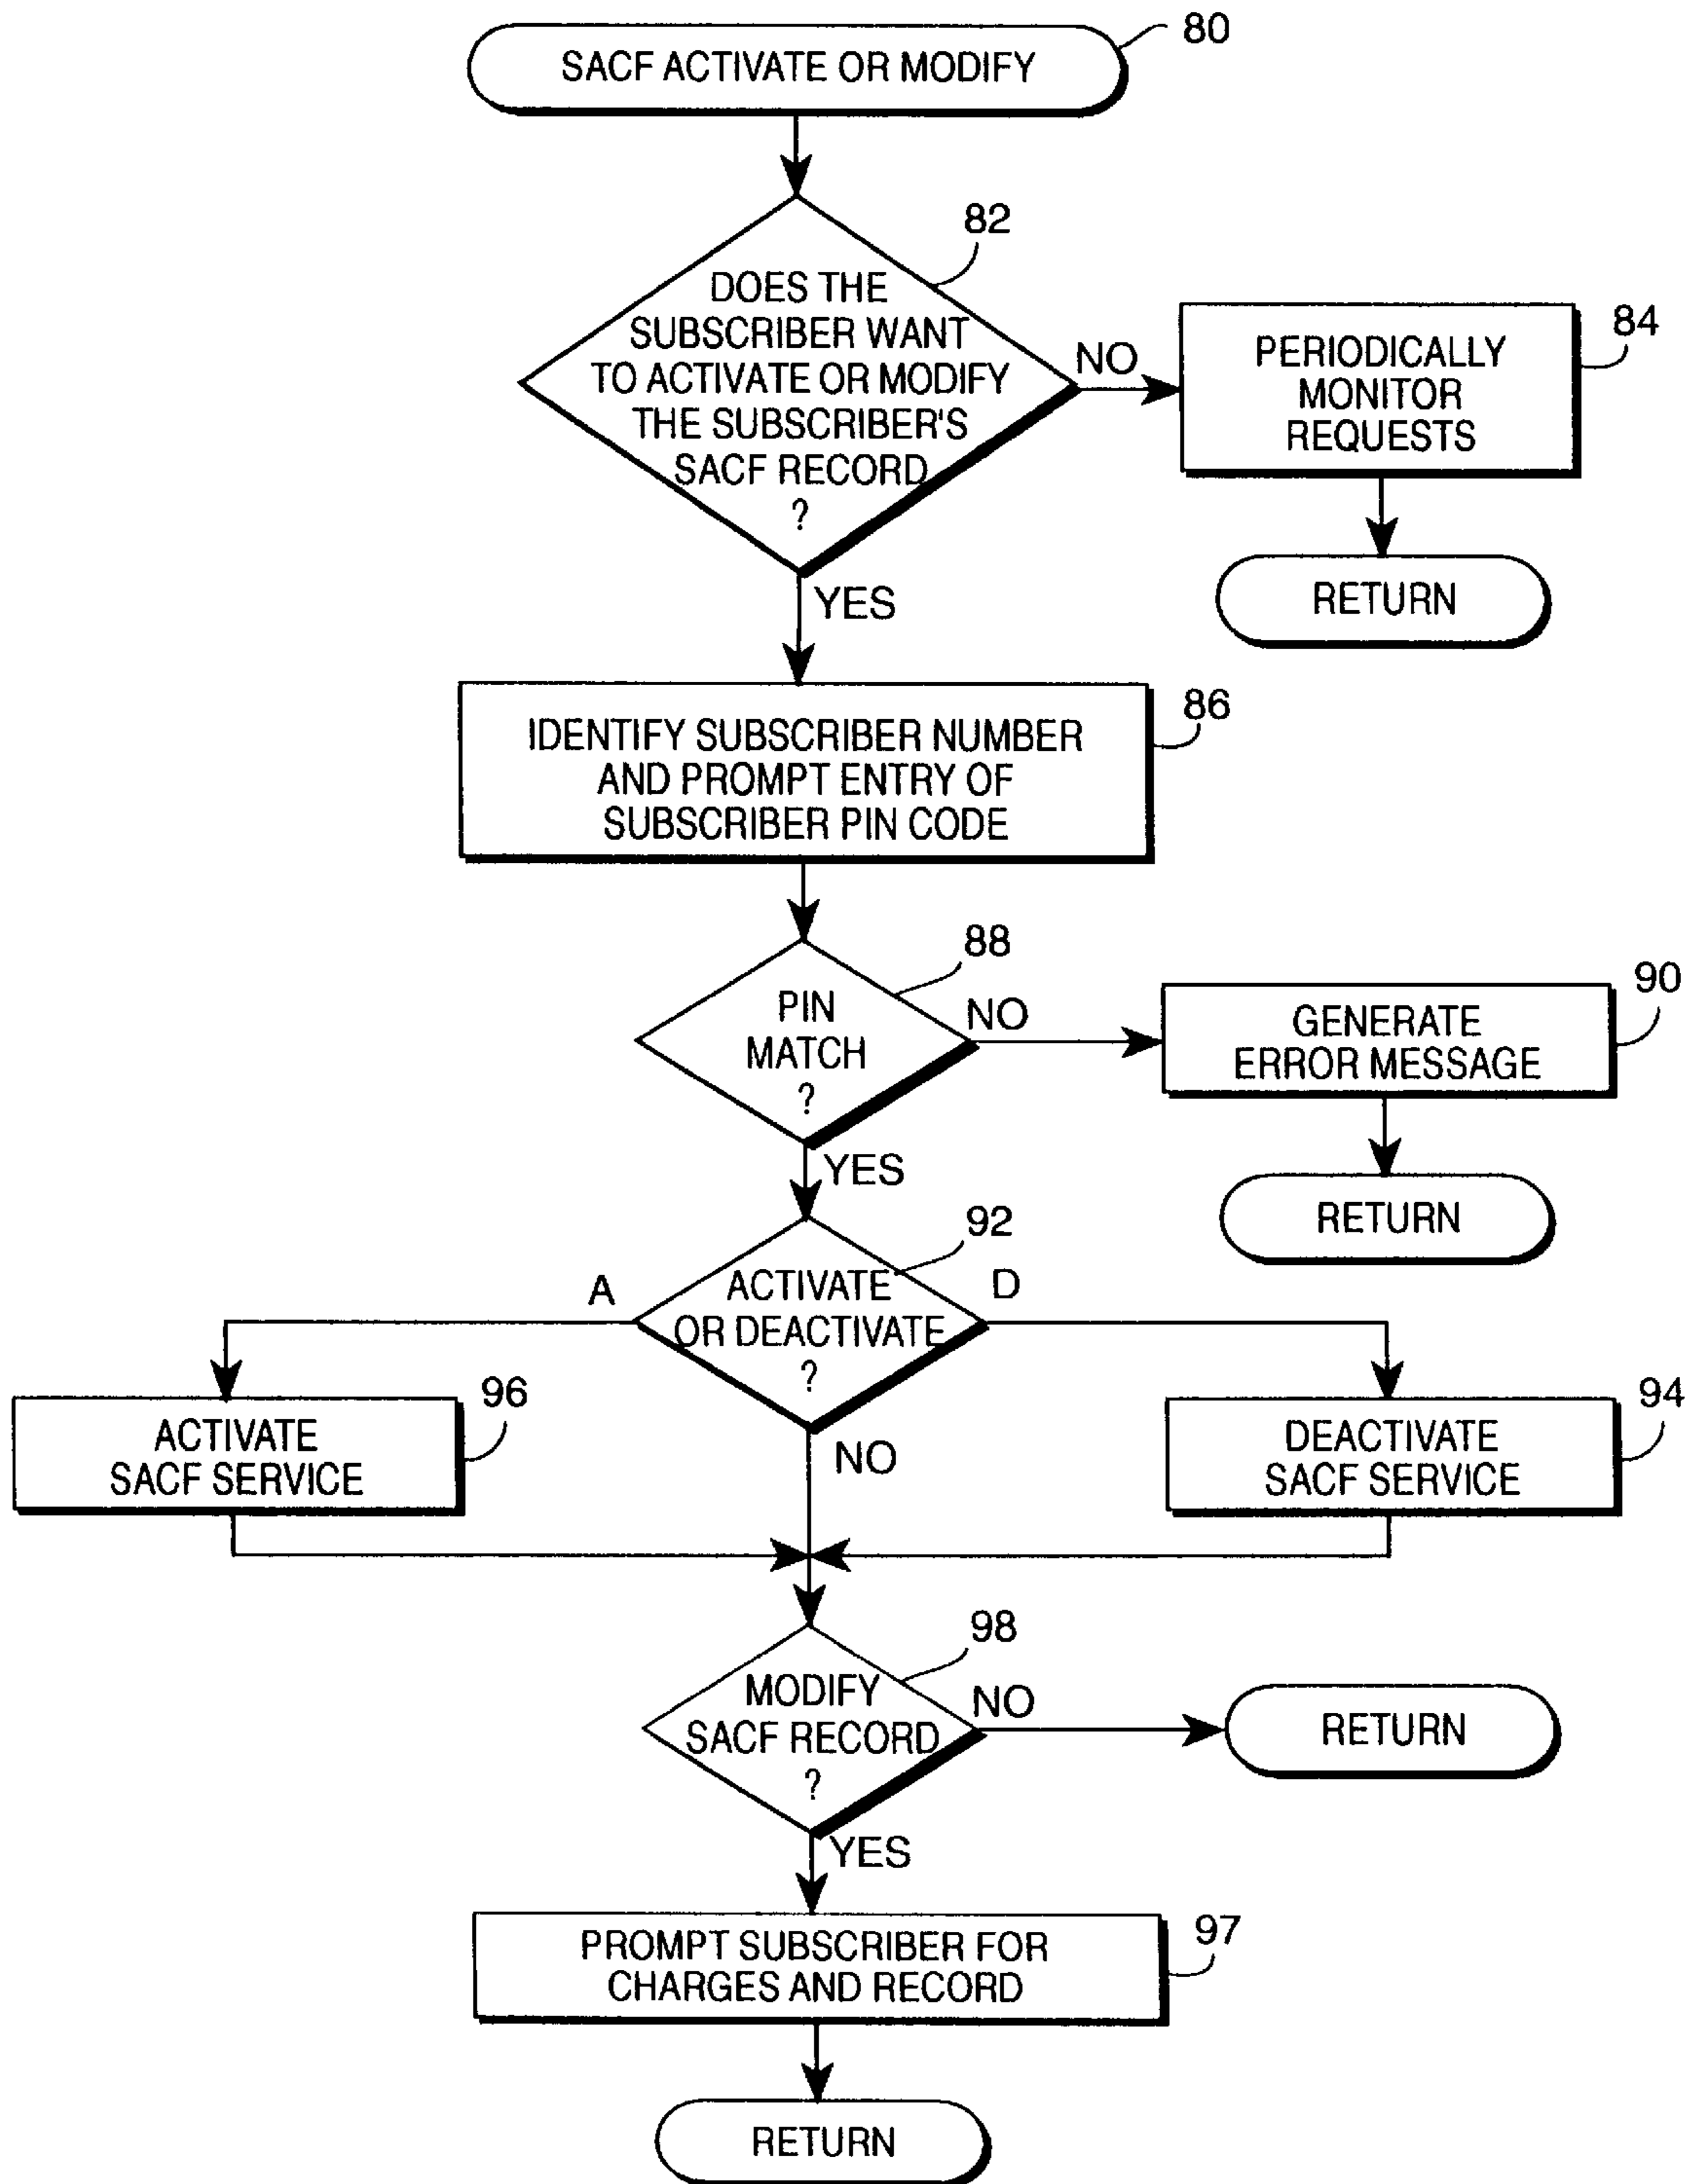 80
SACF ACTIVATE OR MODIFY
82
DOES THE
SUBSCRIBER WANT
TO ACTIVATE OR MODIFY
THE SUBSCRIBER'S
SACF RECORD
?
NO
84
PERIODICALLY
MONITOR
REQUESTS
RETURN
YES
86
IDENTIFY SUBSCRIBER NUMBER
AND PROMPT ENTRY OF
SUBSCRIBER PIN CODE
88
PIN
MATCH
?
NO
90
GENERATE
ERROR MESSAGE
RETURN
YES
92
ACTIVATE
OR DEACTIVATE
?
A
D
96
ACTIVATE
SACF SERVICE
NO
94
DEACTIVATE
SACF SERVICE
98
MODIFY
SACF RECORD
?
NO
RETURN
YES
97
PROMPT SUBSCRIBER FOR
CHARGES AND RECORD
RETURN